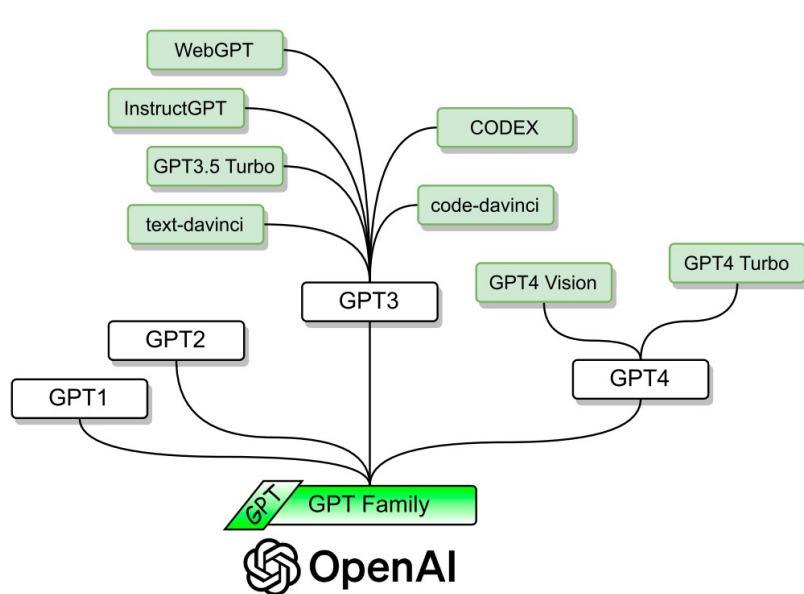 WebGPT
InstructGPT
CODEX
GPT3.5 Turbo
code-davinci
text-davinci
GPT4 Turbo
GPT4 Vision
GPT3
GPT2
GPT4
GPT1
GPT
GPT Family
OpenAI